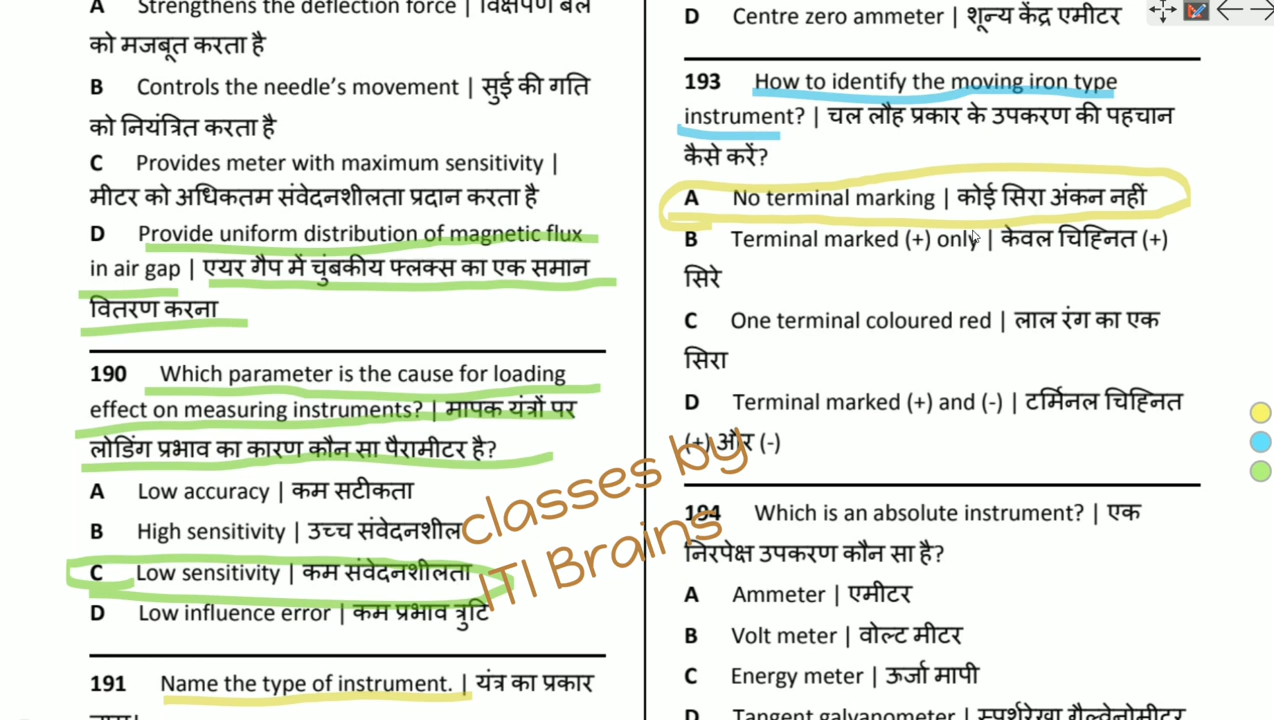 A Strengthens the deflection force | विक्षेपण बल
को मजबूत करता है
B Controls the needle’s movement | सुई की गति
को नियंत्रित करता है
C Provides meter with maximum sensitivity |
मीटर को अधिकतम संवेदनशीलता प्रदान करता है
D Provide uniform distribution of magnetic flux
in air gap | एयर गैप में चुंबकीय फ्लक्स का एक समान
वितरण करना
190 Which parameter is the cause for loading
effect on measuring instruments? | मापक यंत्रों पर
लोडिंग प्रभाव का कारण कौन सा पैरामीटर है?
A Low accuracy | कम सटीकता
B High sensitivity | उच्च संवेदनशील
C Low sensitivity | कम संवेदनशीलता
D Low influence error | कम प्रभाव त्रुटि
191 Name the type of instrument. | यंत्र का प्रकार
D Centre zero ammeter | शून्य केंद्र एमीटर
193 How to identify the moving iron type
instrument? | चल लौह प्रकार के उपकरण की पहचान
कैसे करें?
A No terminal marking | कोई सिरा अंकन नहीं
B Terminal marked (+) only | केवल चिह्नित (+)
सिरे
C One terminal coloured red | लाल रंग का एक
सिरा
D Terminal marked (+) and (-) | टर्मिनल चिह्नित
(+) और (-)
194 Which is an absolute instrument? | एक
निरपेक्ष उपकरण कौन सा है?
A Ammeter | एमीटर
B Volt meter | वोल्ट मीटर
C Energy meter | ऊर्जा मापी
D Tangent galvanometer | स्पर्शरेखा गैल्वेनोमीटर
classes by
ITI Brains